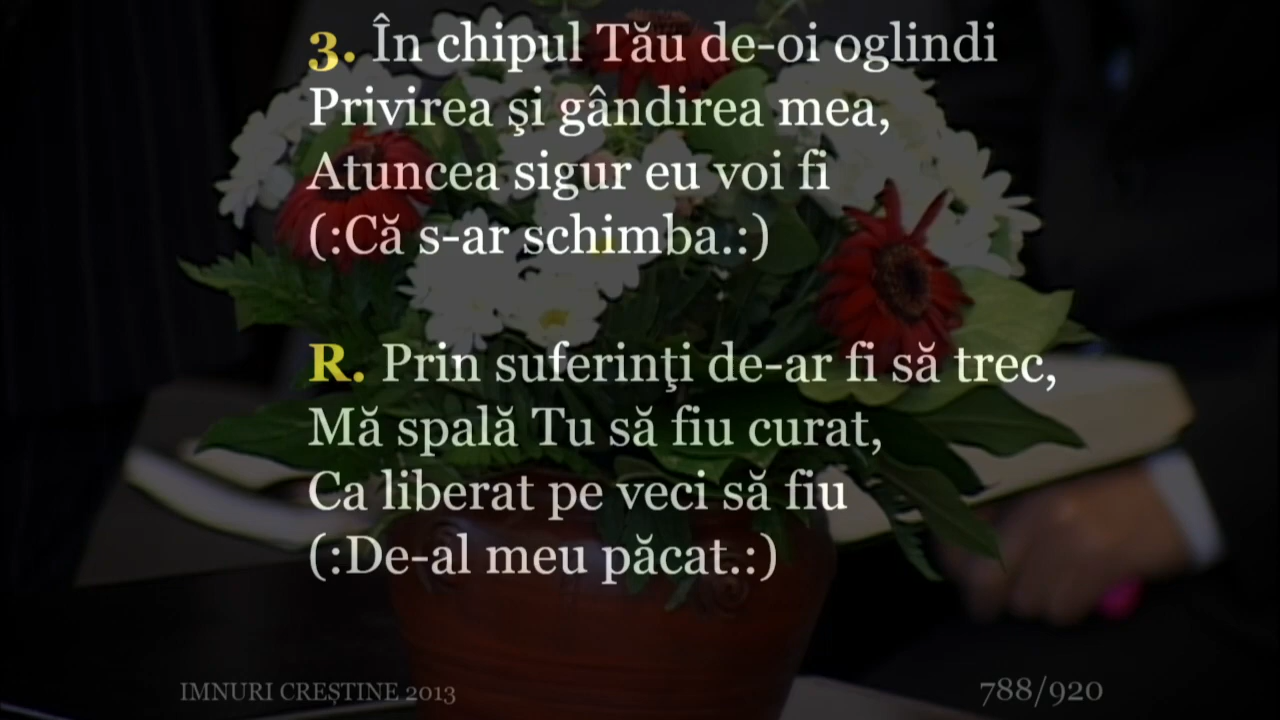 3. În chipul Tău de-oi oglindi
Privirea şi gândirea mea,
Atuncea sigur eu voi fi
(:Că s-ar schimba.:)
R. Prin suferinţi de-ar fi să trec,
Mă spală Tu să fiu curat,
Ca liberat pe veci să fiu
(:De-al meu păcat.:)
IMNURI CREȘTINE 2013
788/920